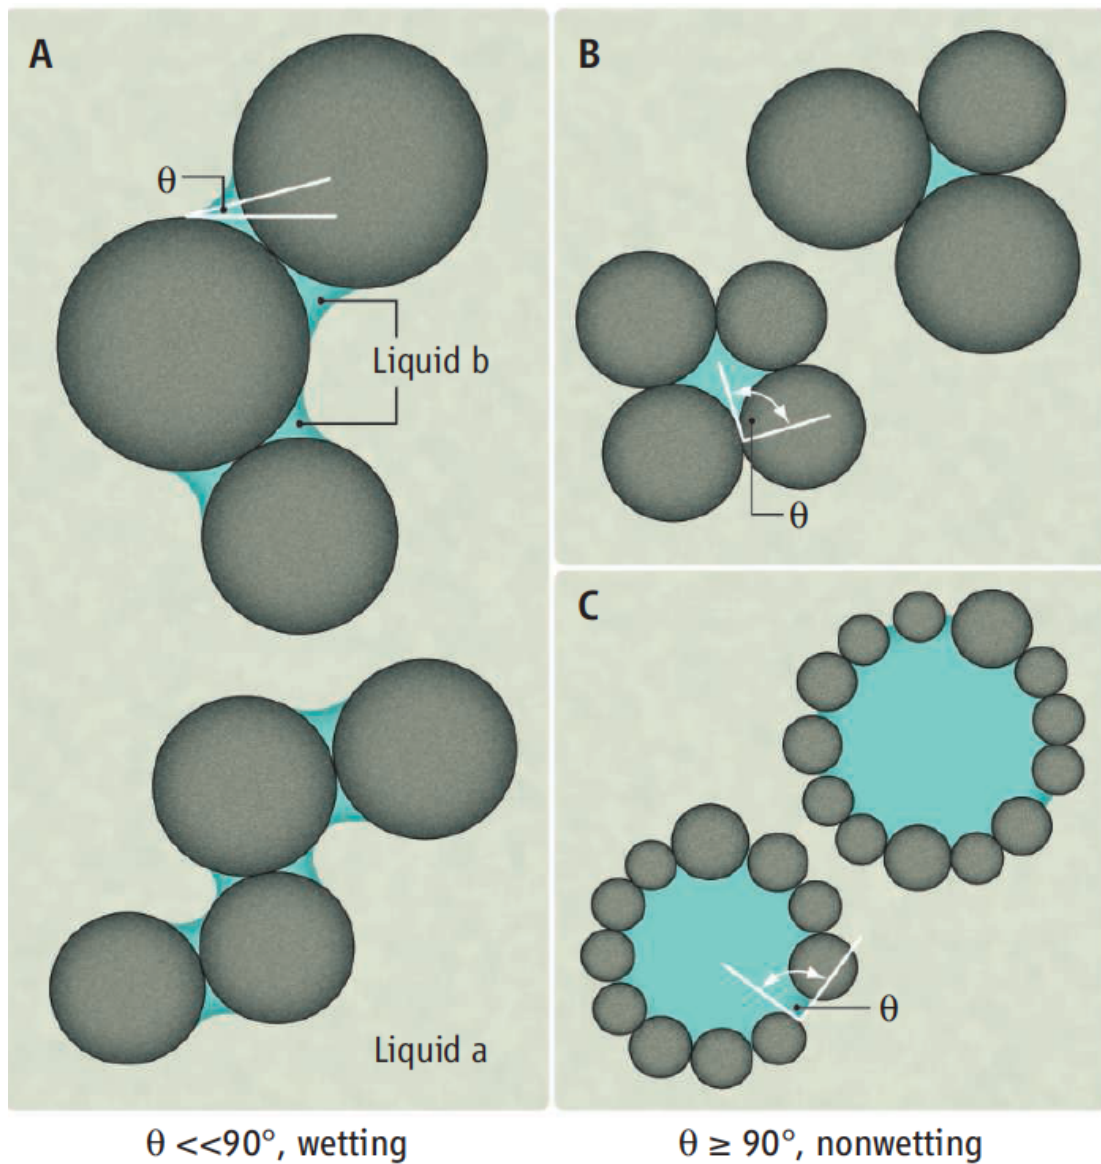 A
θ
Liquid b
Liquid a
θ <<90°, wetting
B
θ
C
θ
θ ≥ 90°, nonwetting